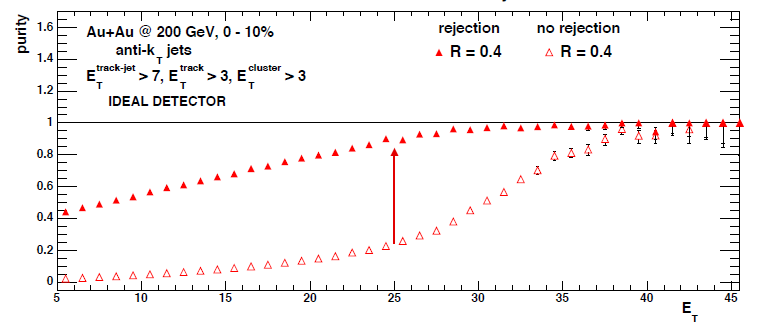 Au+Au @ 200 GeV, 0 - 10%
anti-kT jets
ETtrack-jet > 7, ETtrack > 3, ETcluster > 3
IDEAL DETECTOR
rejection
R = 0.4
no rejection
R = 0.4
purity
1.6
1.4
1.2
1
0.8
0.6
0.4
0.2
0
5 10 15 20 25 30 35 40 45
ET